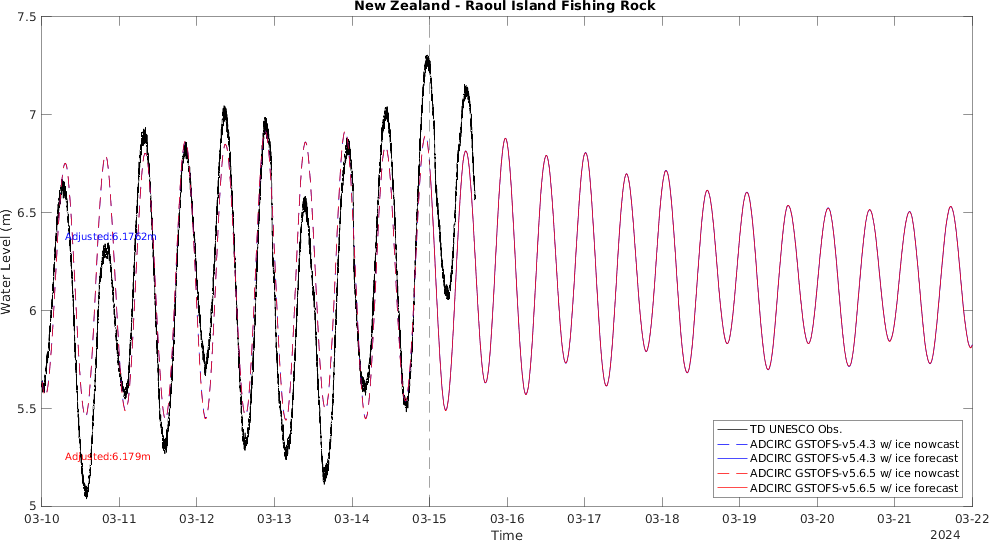 New Zealand - Raoul Island Fishing Rock
7.5
7
6.5
6
5.5
5
Water Level (m)
Adjusted:6.1762m
Adjusted:6.179m
TD UNESCO Obs.
ADCIRC GSTOFS-v5.4.3 w/ ice nowcast
ADCIRC GSTOFS-v5.4.3 w/ ice forecast
ADCIRC GSTOFS-v5.6.5 w/ ice nowcast
ADCIRC GSTOFS-v5.6.5 w/ ice forecast
03-10 03-11 03-12 03-13 03-14 03-15 03-16 03-17 03-18 03-19 03-20 03-21 03-22
Time
2024